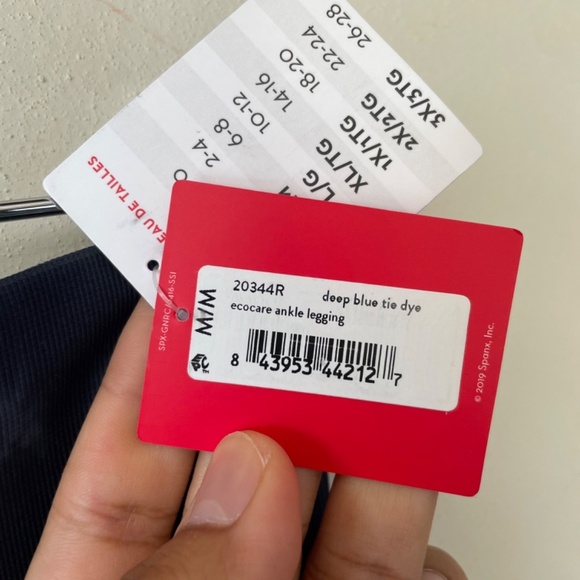 26-28
22-24
18-20
14-16
10-12
6-8
2-4
0
3X/3TG
2X/2TG
1X/1TG
XL/TG
L/G
M
EAU DE TAILLES
20344R deep blue tie dye
ecocare ankle legging
M/M
8 43953 44212 7
© 2019 Spanx, Inc.